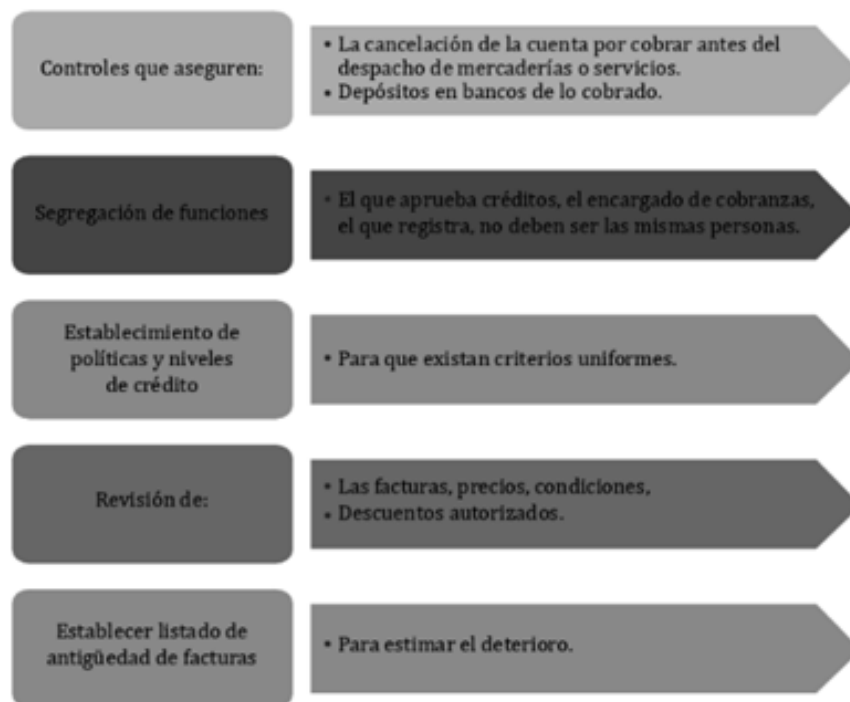 Controles que aseguren:
• La cancelación de la cuenta por cobrar antes del
despacho de mercaderías o servicios.
• Depósitos en bancos de lo cobrado.
Segregación de funciones
• El que aprueba créditos, el encargado de cobranzas,
el que registra, no deben ser las mismas personas.
Establecimiento de
políticas y niveles
de crédito
• Para que existan criterios uniformes.
Revisión de:
• Las facturas, precios, condiciones,
• Descuentos autorizados.
Establecer listado de
antigüedad de facturas
• Para estimar el deterioro.